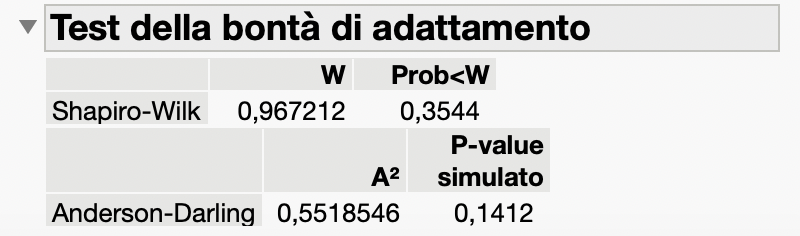 Test della bontà di adattamento
W Prob<W
Shapiro-Wilk 0,967212 0,3544
A² P-value simulato
Anderson-Darling 0,5518546 0,1412